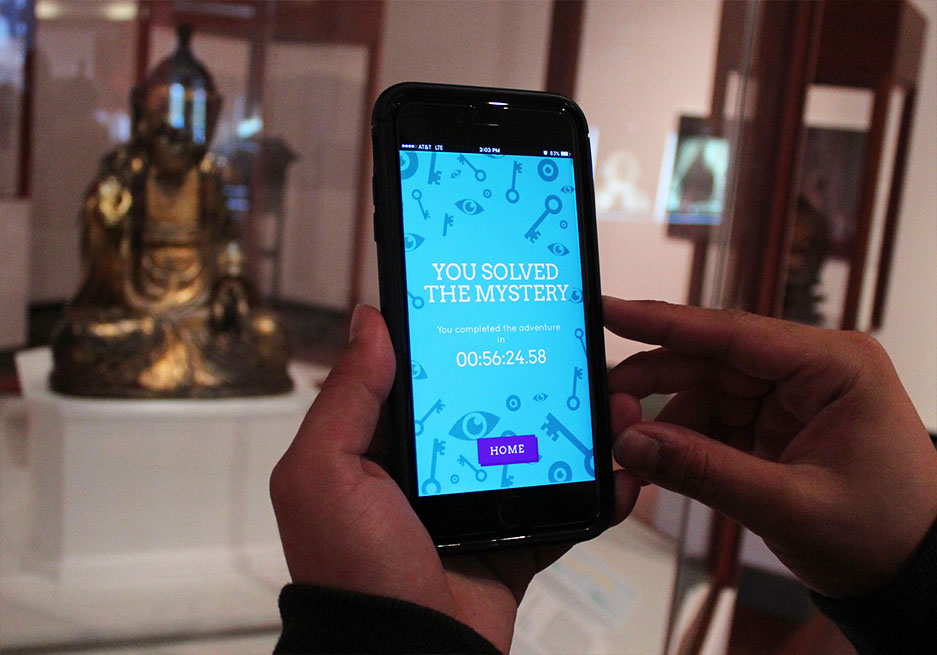 AT&T LTE 3:03 PM 83%
YOU SOLVED
THE MYSTERY
You completed the adventure
in
00:56:24.58
HOME